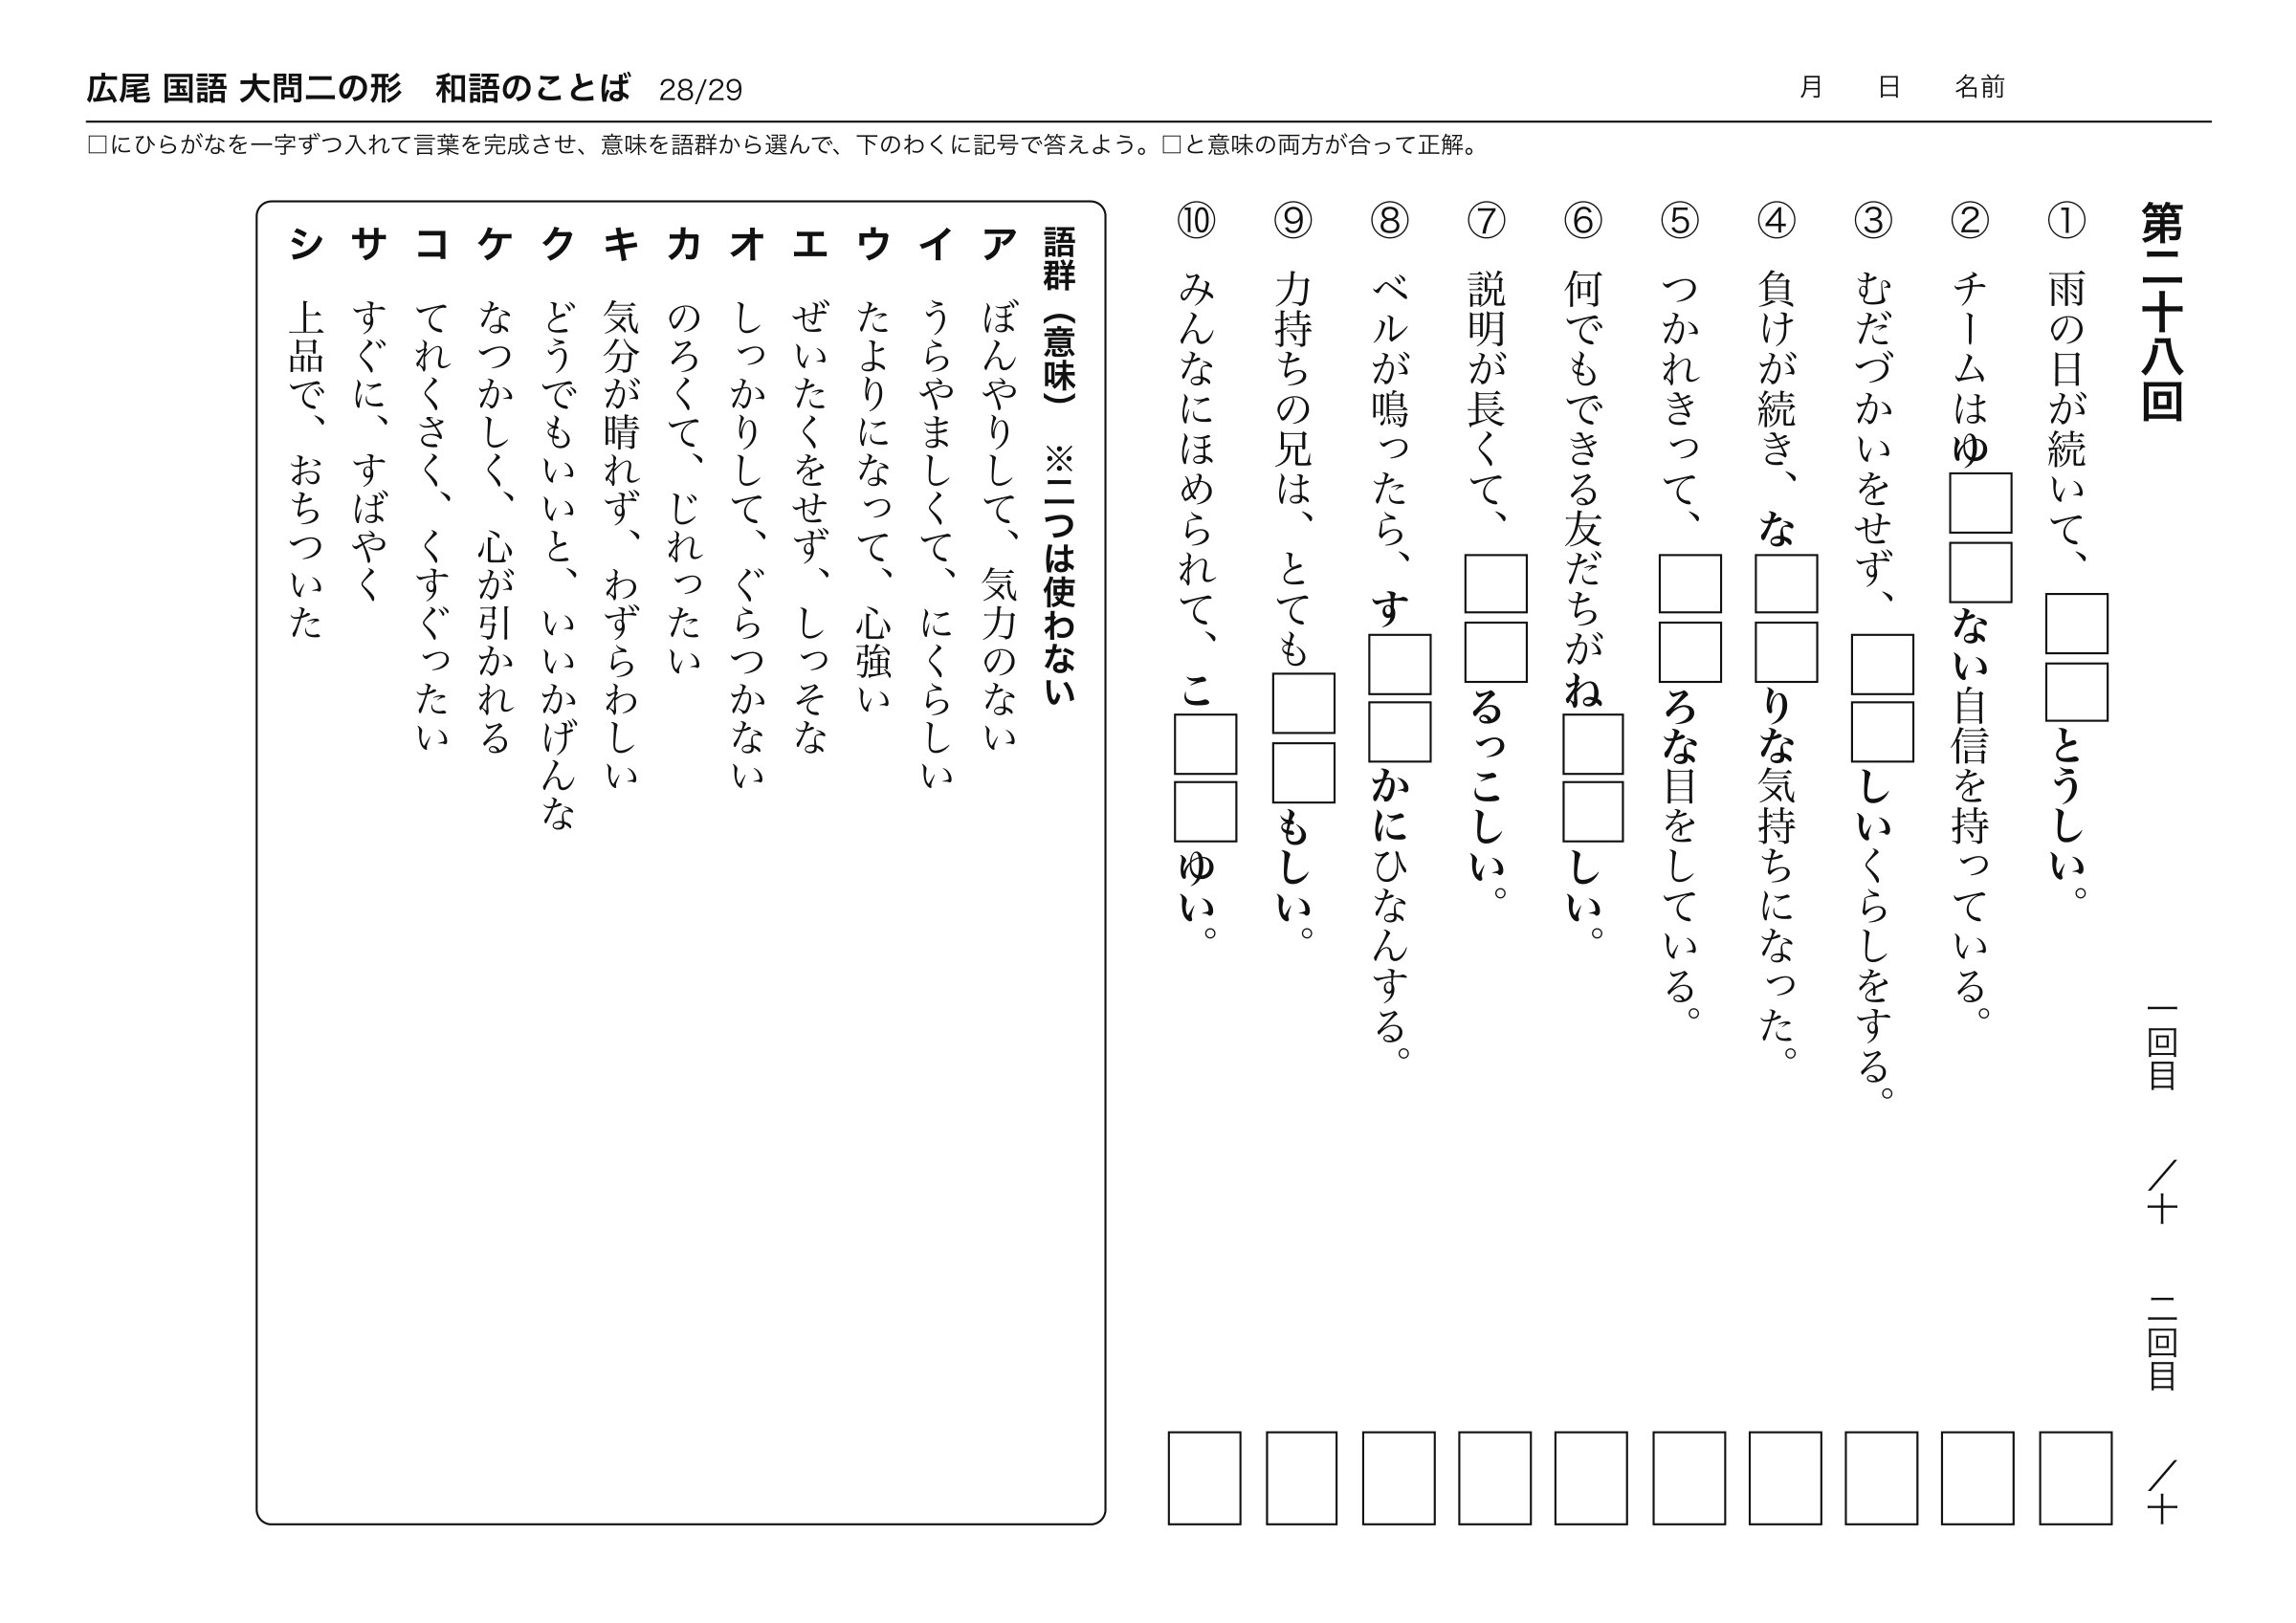 広尾 国語 大問二の形　和語のことば　28/29
月　日　名前
□にひらがなを一字ずつ入れて言葉を完成させ、意味を語群から選んで、下のわくに記号で答えよう。□と意味の両方が合って正解。
第二十八回　一回目　／十　二回目　／十
① 雨の日が続いて、□□とうしい。
② チームはゆ□□ない自信を持っている。
③ むだづかいをせず、□□しいくらしをする。
④ 負けが続き、な□□りな気持ちになった。
⑤ つかれきって、□□ろな目をしている。
⑥ 何でもできる友だちがね□□しい。
⑦ 説明が長くて、□□るっこしい。
⑧ ベルが鳴ったら、す□□かにひなんする。
⑨ 力持ちの兄は、とても□□もしい。
⑩ みんなにほめられて、こ□□ゆい。
語群（意味）　※二つは使わない
ア　ぼんやりして、気力のない
イ　うらやましくて、にくらしい
ウ　たよりになって、心強い
エ　ぜいたくをせず、しっそな
オ　しっかりして、ぐらつかない
カ　のろくて、じれったい
キ　気分が晴れず、わずらわしい
ク　どうでもいいと、いいかげんな
ケ　なつかしく、心が引かれる
コ　てれくさく、くすぐったい
サ　すぐに、すばやく
シ　上品で、おちついた